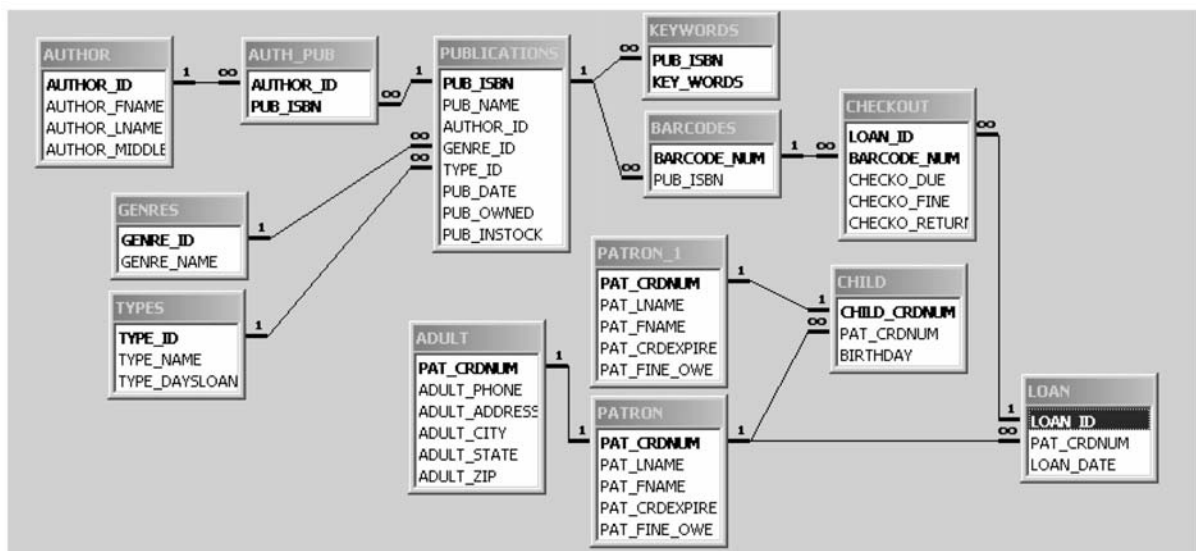 AUTHOR
AUTHOR_ID
AUTHOR_FNAME
AUTHOR_LNAME
AUTHOR_MIDDLE
1
∞
AUTH_PUB
AUTHOR_ID
PUB_ISBN
1
∞
PUBLICATIONS
PUB_ISBN
PUB_NAME
AUTHOR_ID
GENRE_ID
TYPE_ID
PUB_DATE
PUB_OWNED
PUB_INSTOCK
∞
∞
1
KEYWORDS
PUB_ISBN
KEY_WORDS
∞
BARCODES
BARCODE_NUM
PUB_ISBN
∞
1
∞
CHECKOUT
LOAN_ID
BARCODE_NUM
CHECKO_DUE
CHECKO_FINE
CHECKO_RETURN
∞
GENRES
GENRE_ID
GENRE_NAME
1
TYPES
TYPE_ID
TYPE_NAME
TYPE_DAYSLOAN
1
ADULT
PAT_CRDNUM
ADULT_PHONE
ADULT_ADDRESS
ADULT_CITY
ADULT_STATE
ADULT_ZIP
1
1
PATRON_1
PAT_CRDNUM
PAT_LNAME
PAT_FNAME
PAT_CRDEXPIRE
PAT_FINE_OWE
1
PATRON
PAT_CRDNUM
PAT_LNAME
PAT_FNAME
PAT_CRDEXPIRE
PAT_FINE_OWE
1
CHILD
CHILD_CRDNUM
PAT_CRDNUM
BIRTHDAY
1
∞
LOAN
LOAN_ID
PAT_CRDNUM
LOAN_DATE
1
∞